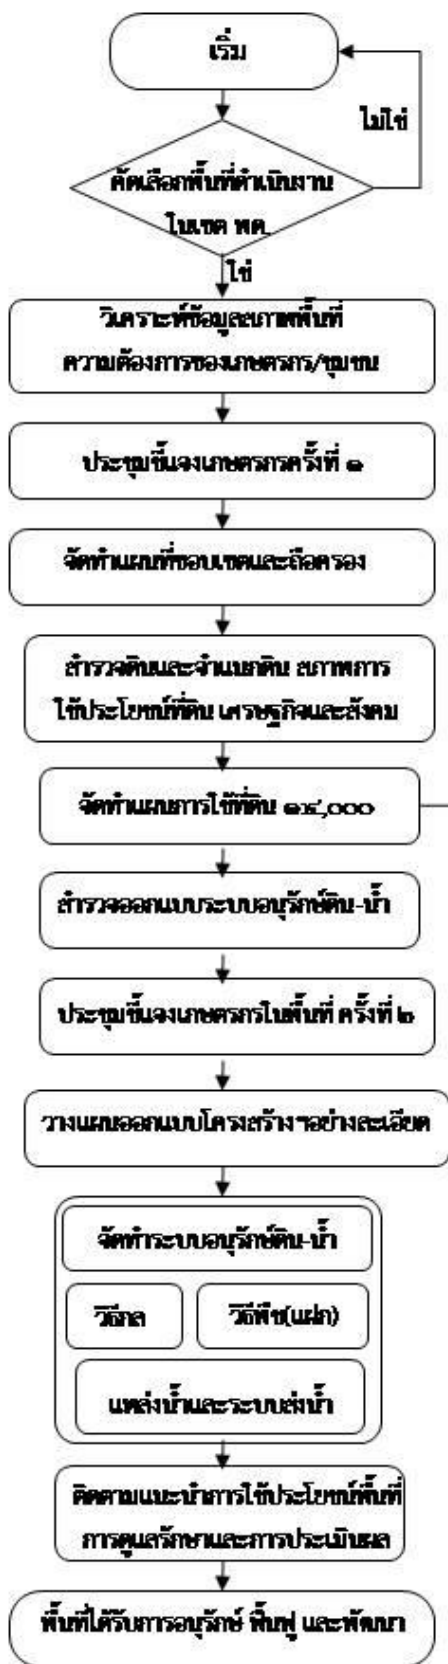 เริ่ม
ไม่ใช่
คัดเลือกพื้นที่ดำเนินงาน
ในเขต พด.
ใช่
วิเคราะห์ข้อมูลสภาพพื้นที่
ความต้องการของเกษตรกร/ชุมชน
ประชุมชี้แจงเกษตรกรครั้งที่ ๑
จัดทำแผนที่ขอบเขตและถือครอง
สำรวจดินและจำแนกดิน สภาพการ
ใช้ประโยชน์ที่ดิน เศรษฐกิจและสังคม
จัดทำแผนการใช้ที่ดิน
สำรวจออกแบบระบบอนุรักษ์ดิน-น้ำ
ประชุมชี้แจงเกษตรกรในพื้นที่ ครั้งที่ ๒
วางแผนออกแบบโครงสร้างฯอย่างละเอียด
จัดทำระบบอนุรักษ์ดิน-น้ำ
วิธีกล
วิธีพืช(แฝก)
แหล่งน้ำและระบบส่งน้ำ
ติดตามแนะนำการใช้ประโยชน์พื้นที่
การดูแลรักษาและการประเมินผล
พื้นที่ได้รับการอนุรักษ์ ฟื้นฟู และพัฒนา